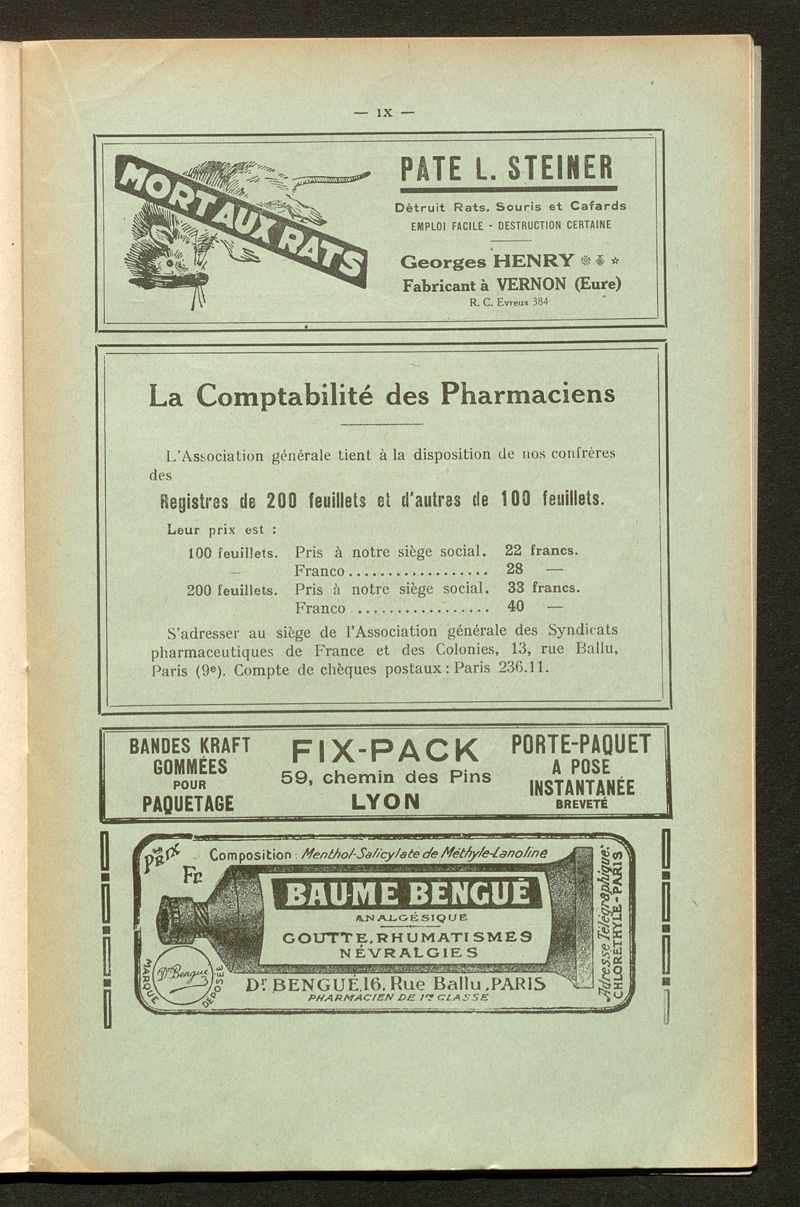 — IX —
MORT AUX RATS
PATE L. STEINER
Détruit Rats, Souris et Cafards
EMPLOI FACILE - DESTRUCTION CERTAINE
Georges HENRY
Fabricant à VERNON (Eure)
R. C. Evreux 384
La Comptabilité des Pharmaciens
L'Association générale tient à la disposition de nos confrères
des
Registres de 200 feuillets et d'autres de 100 feuillets.
Leur prix est :
100 feuillets. Pris à notre siège social. 22 francs.
— Franco ................. 28 —
200 feuillets. Pris à notre siège social. 33 francs.
Franco ................. 40 —
S'adresser au siège de l'Association générale des Syndicats
pharmaceutiques de France et des Colonies, 13, rue Ballu,
Paris (9e). Compte de chèques postaux : Paris 236.11.
BANDES KRAFT
GOMMÉES
POUR
PAQUETAGE
FIX-PACK
59, chemin des Pins
LYON
PORTE-PAQUET
A POSE
INSTANTANÉE
BREVETÉ
Prix
Fr.
Composition : Menthol-Salicylate de Méthyle-Lanoline
BAUME BENGUÉ
ANALGÉSIQUE
GOUTTE, RHUMATISMES
NÉVRALGIES
MARQUE DÉPOSÉE
Dr Bengué
Dr BENGUÉ, 16, Rue Ballu, PARIS
PHARMACIEN DE 1re CLASSE
Adresse Télégraphique:
CHLORÉTHYLE - PARIS